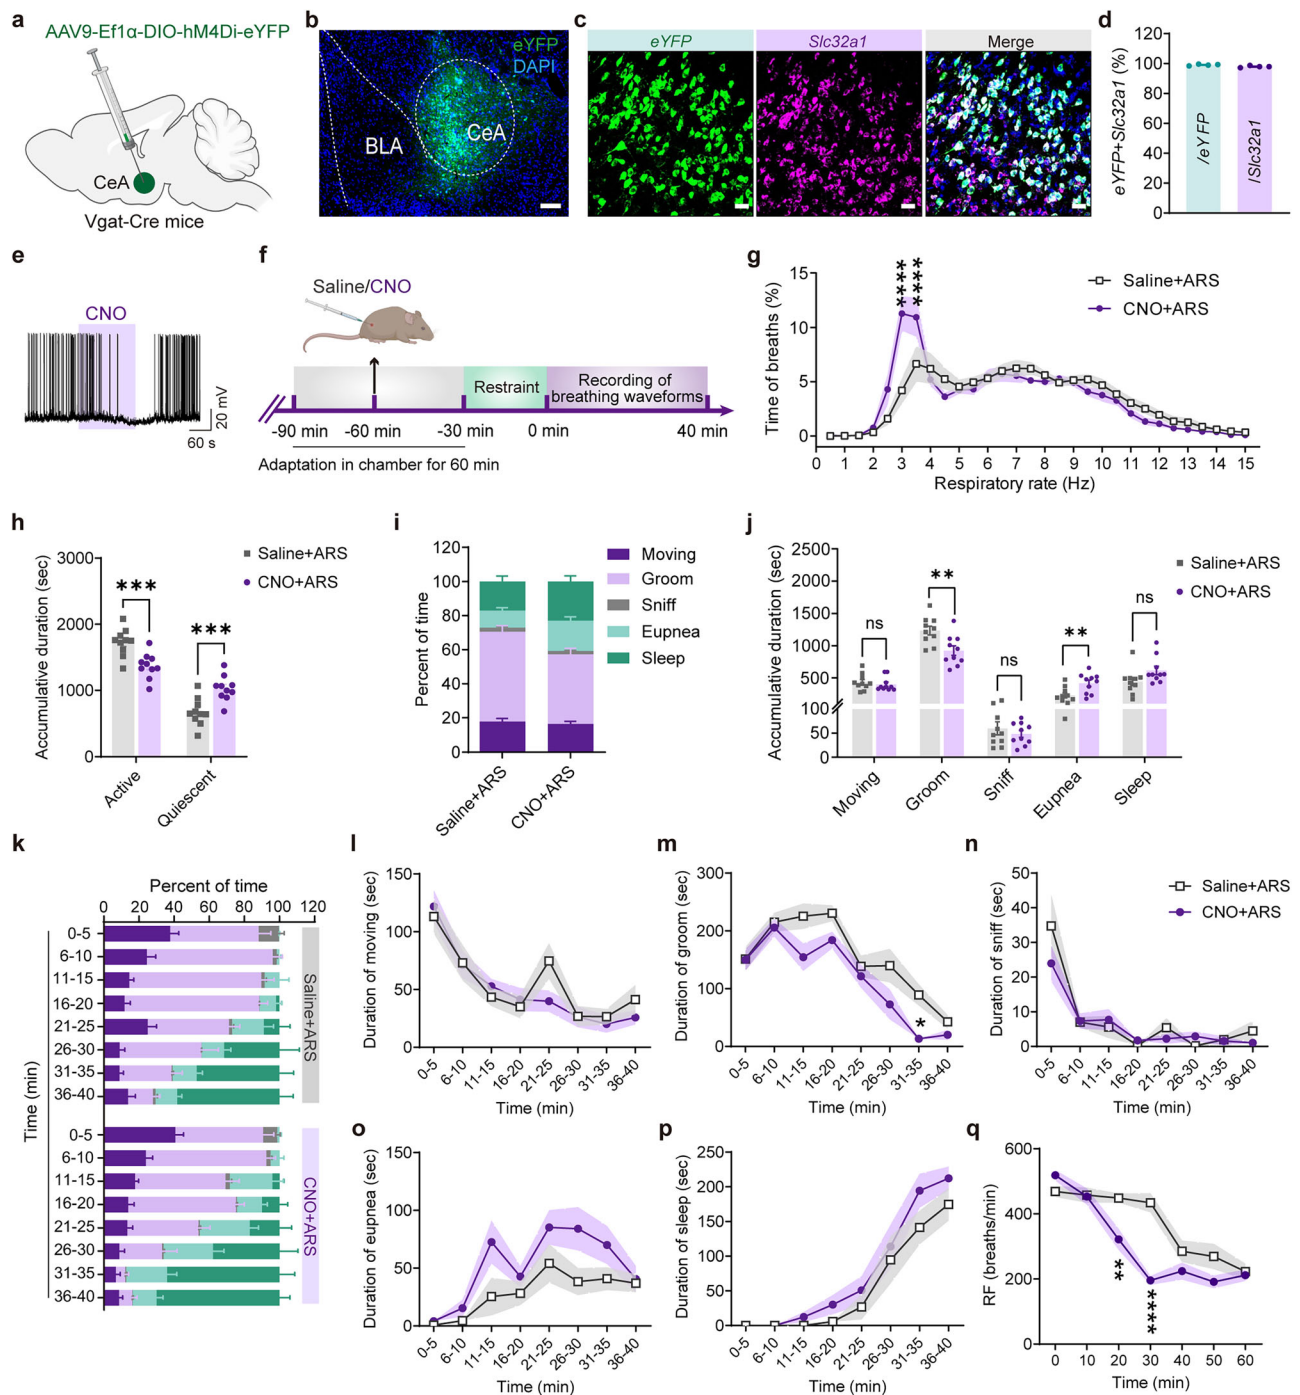 a
AAV9-Ef1α-DIO-hM4Di-eYFP
CeA
Vgat-Cre mice
b
eYFP
DAPI
BLA
CeA
c
eYFP
Slc32a1
Merge
d
eYFP+Slc32a1 (%)
120
100
80
60
40
20
0
/eYFP
/Slc32a1
e
CNO
20 mV
60 s
f
Saline/CNO
Restraint
Recording of
breathing waveforms
-90 min
-60 min
-30 min
0 min
40 min
Adaptation in chamber for 60 min
g
Time of breaths (%)
15
10
5
0
****
****
Saline+ARS
CNO+ARS
0 1 2 3 4 5 6 7 8 9 10 11 12 13 14 15
Respiratory rate (Hz)
h
Accumulative duration (sec)
3000
2000
1000
0
***
***
Saline+ARS
CNO+ARS
Active
Quiescent
i
Percent of time
120
100
80
60
40
20
0
Moving
Groom
Sniff
Eupnea
Sleep
Saline+ARS
CNO+ARS
j
Accumulative duration (sec)
2500
2000
1500
1000
500
100
50
0
ns
**
ns
**
ns
Saline+ARS
CNO+ARS
Moving
Groom
Sniff
Eupnea
Sleep
k
Percent of time
0 20 40 60 80 100 120
Time (min)
0-5
6-10
11-15
16-20
21-25
26-30
31-35
36-40
Saline+ARS
0-5
6-10
11-15
16-20
21-25
26-30
31-35
36-40
CNO+ARS
l
Duration of moving (sec)
150
100
50
0
0-5
6-10
11-15
16-20
21-25
26-30
31-35
36-40
Time (min)
m
Duration of groom (sec)
300
200
100
0
*
0-5
6-10
11-15
16-20
21-25
26-30
31-35
36-40
Time (min)
n
Duration of sniff (sec)
50
40
30
20
10
0
Saline+ARS
CNO+ARS
0-5
6-10
11-15
16-20
21-25
26-30
31-35
36-40
Time (min)
o
Duration of eupnea (sec)
150
100
50
0
0-5
6-10
11-15
16-20
21-25
26-30
31-35
36-40
Time (min)
p
Duration of sleep (sec)
250
200
150
100
50
0
0-5
6-10
11-15
16-20
21-25
26-30
31-35
36-40
Time (min)
q
RF (breaths/min)
600
400
200
0
**
****
0 10 20 30 40 50 60
Time (min)